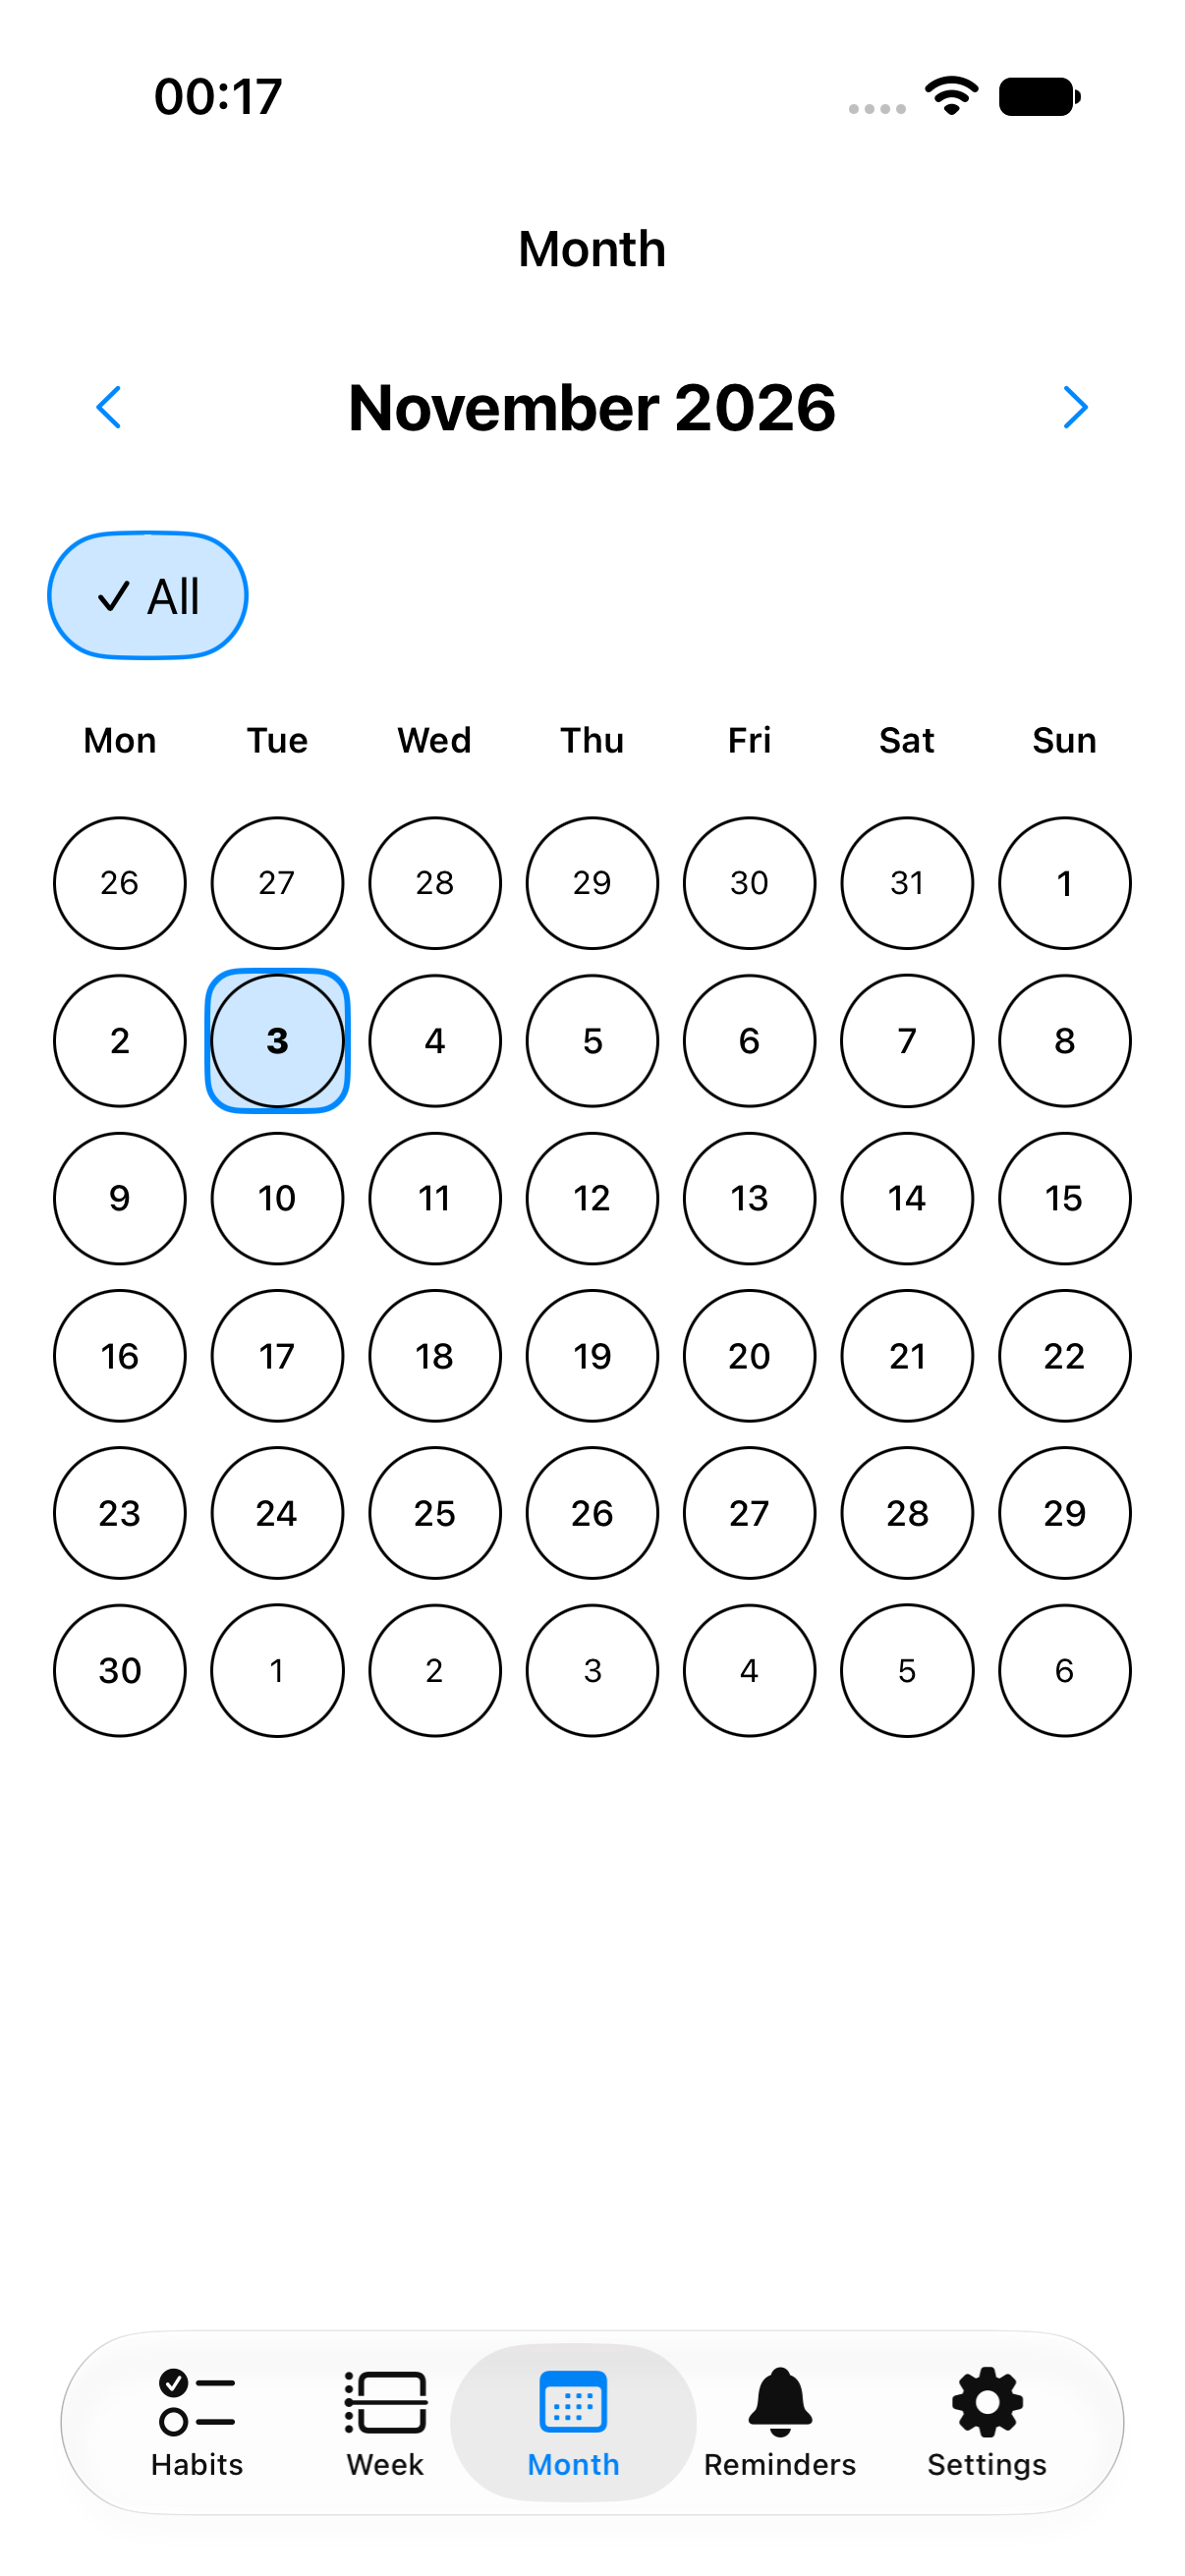 00:17
Month
November 2026
✓ All
Mon Tue Wed Thu Fri Sat Sun
26 27 28 29 30 31 1
2 3 4 5 6 7 8
9 10 11 12 13 14 15
16 17 18 19 20 21 22
23 24 25 26 27 28 29
30 1 2 3 4 5 6
Habits Week Month Reminders Settings